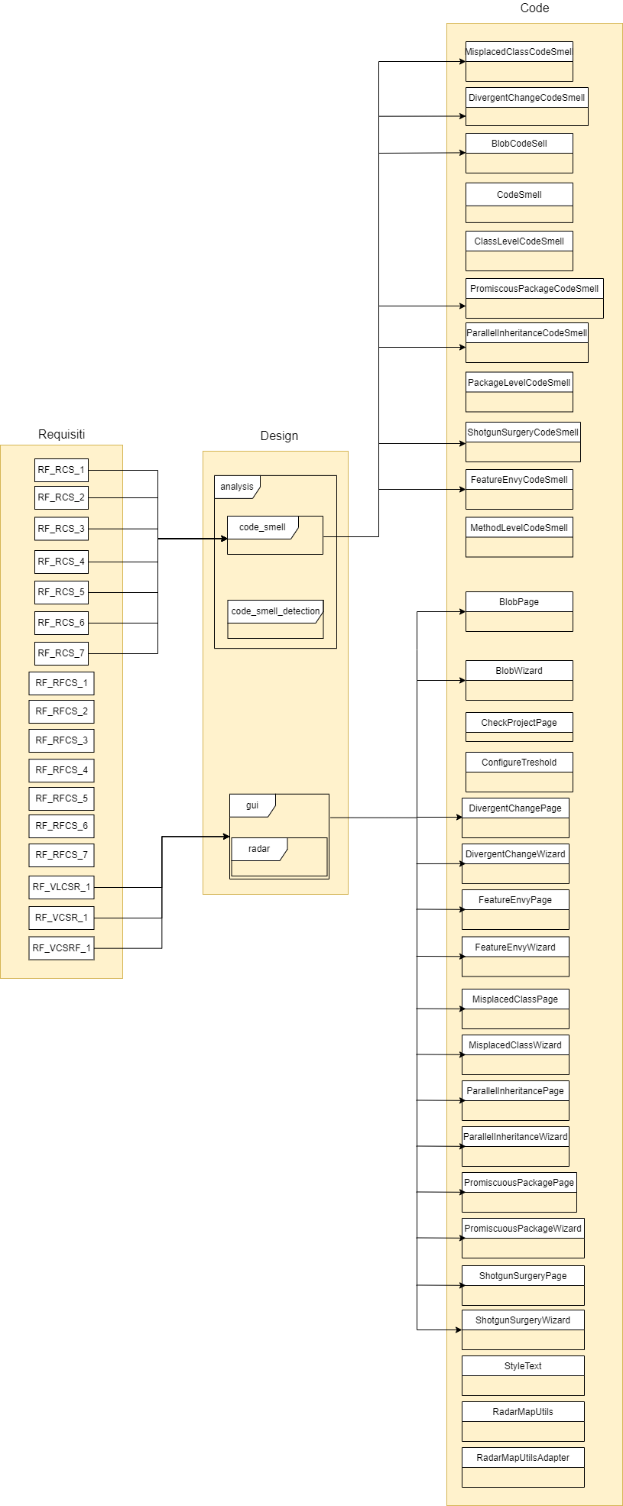 Requisiti
RF_RCS_1
RF_RCS_2
RF_RCS_3
RF_RCS_4
RF_RCS_5
RF_RCS_6
RF_RCS_7
RF_RFCS_1
RF_RFCS_2
RF_RFCS_3
RF_RFCS_4
RF_RFCS_5
RF_RFCS_6
RF_RFCS_7
RF_VLCSR_1
RF_VCSR_1
RF_VCSRF_1
Design
analysis
code_smell
code_smell_detection
gui
radar
Code
MisplacedClassCodeSmell
DivergentChangeCodeSmell
BlobCodeSell
CodeSmell
ClassLevelCodeSmell
PromiscousPackageCodeSmell
ParallelInheritanceCodeSmell
PackageLevelCodeSmell
ShotgunSurgeryCodeSmell
FeatureEnvyCodeSmell
MethodLevelCodeSmell
BlobPage
BlobWizard
CheckProjectPage
ConfigureTreshold
DivergentChangePage
DivergentChangeWizard
FeatureEnvyPage
FeatureEnvyWizard
MisplacedClassPage
MisplacedClassWizard
ParallelInheritancePage
ParallelInheritanceWizard
PromiscuousPackagePage
PromiscuousPackageWizard
ShotgunSurgeryPage
ShotgunSurgeryWizard
StyleText
RadarMapUtils
RadarMapUtilsAdapter